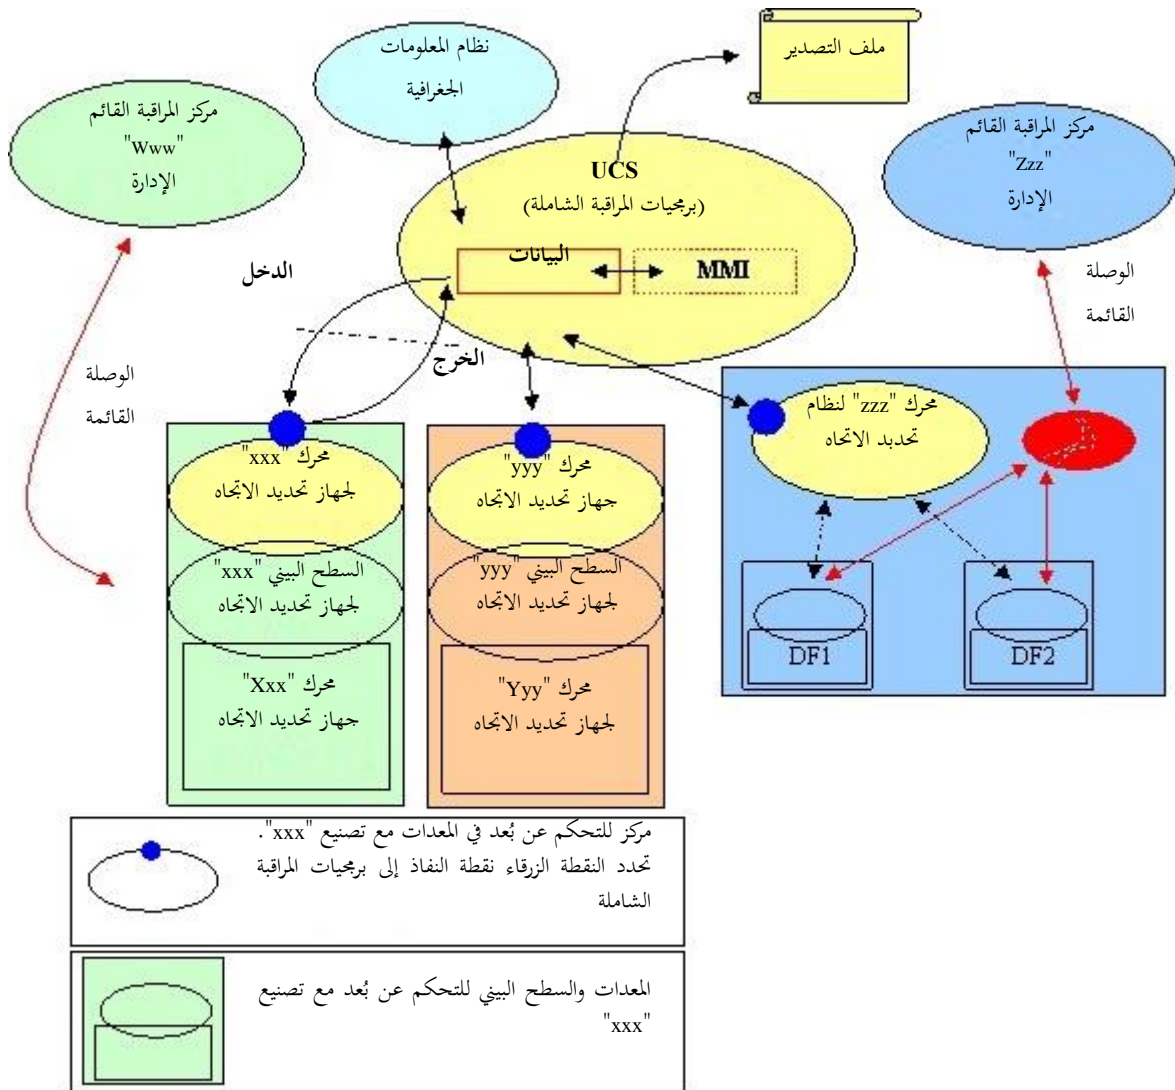 ملف التصدير
نظام المعلومات
الجغرافية
مركز المراقبة القائم
"Www"
الإدارة
مركز المراقبة القائم
"Zzz"
الإدارة
UCS
(برمجيات المراقبة الشاملة)
البيانات
MMI
الدخل
الخرج
الوصلة
القائمة
الوصلة
القائمة
محرك "xxx"
لجهاز تحديد الاتجاه
السطح البيني "xxx"
لجهاز تحديد الاتجاه
محرك "Xxx"
جهاز تحديد الاتجاه
محرك "yyy"
جهاز تحديد الاتجاه
السطح البيني "yyy"
لجهاز تحديد الاتجاه
محرك "Yyy"
لجهاز تحديد الاتجاه
محرك "zzz" لنظام
تحديد الاتجاه
DF1
DF2
مركز للتحكم عن بُعد في المعدات مع تصنيع "xxx".
تحدد النقطة الزرقاء نقطة النفاذ إلى برمجيات المراقبة
الشاملة
المعدات والسطح البيني للتحكم عن بُعد مع تصنيع
"xxx"